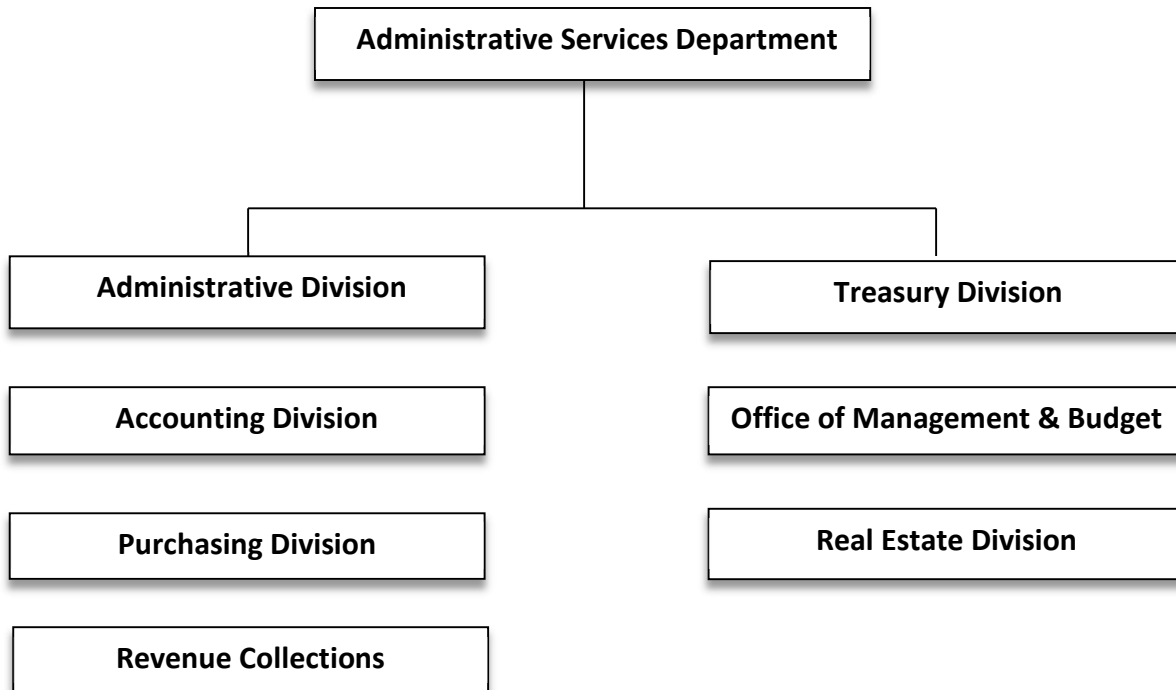 Administrative Services Department
Administrative Division
Treasury Division
Accounting Division
Office of Management & Budget
Purchasing Division
Real Estate Division
Revenue Collections